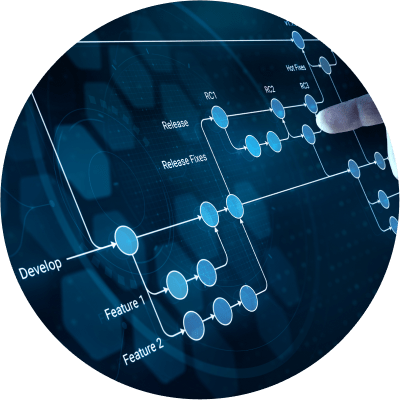 Hot Fixes
RC1
RC2
RC3
Release
Release Fixes
Develop
Feature 1
Feature 2